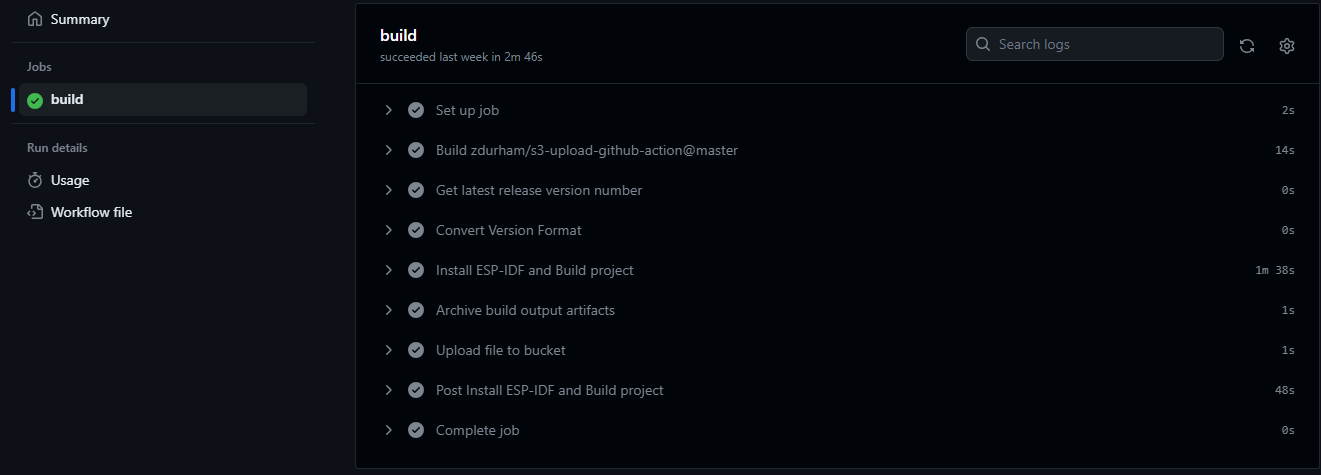 Summary
Jobs
build
Run details
Usage
Workflow file
build
succeeded last week in 2m 46s
Search logs
Set up job 2s
Build zdurham/s3-upload-github-action@master 14s
Get latest release version number 0s
Convert Version Format 0s
Install ESP-IDF and Build project 1m 38s
Archive build output artifacts 1s
Upload file to bucket 1s
Post Install ESP-IDF and Build project 48s
Complete job 0s